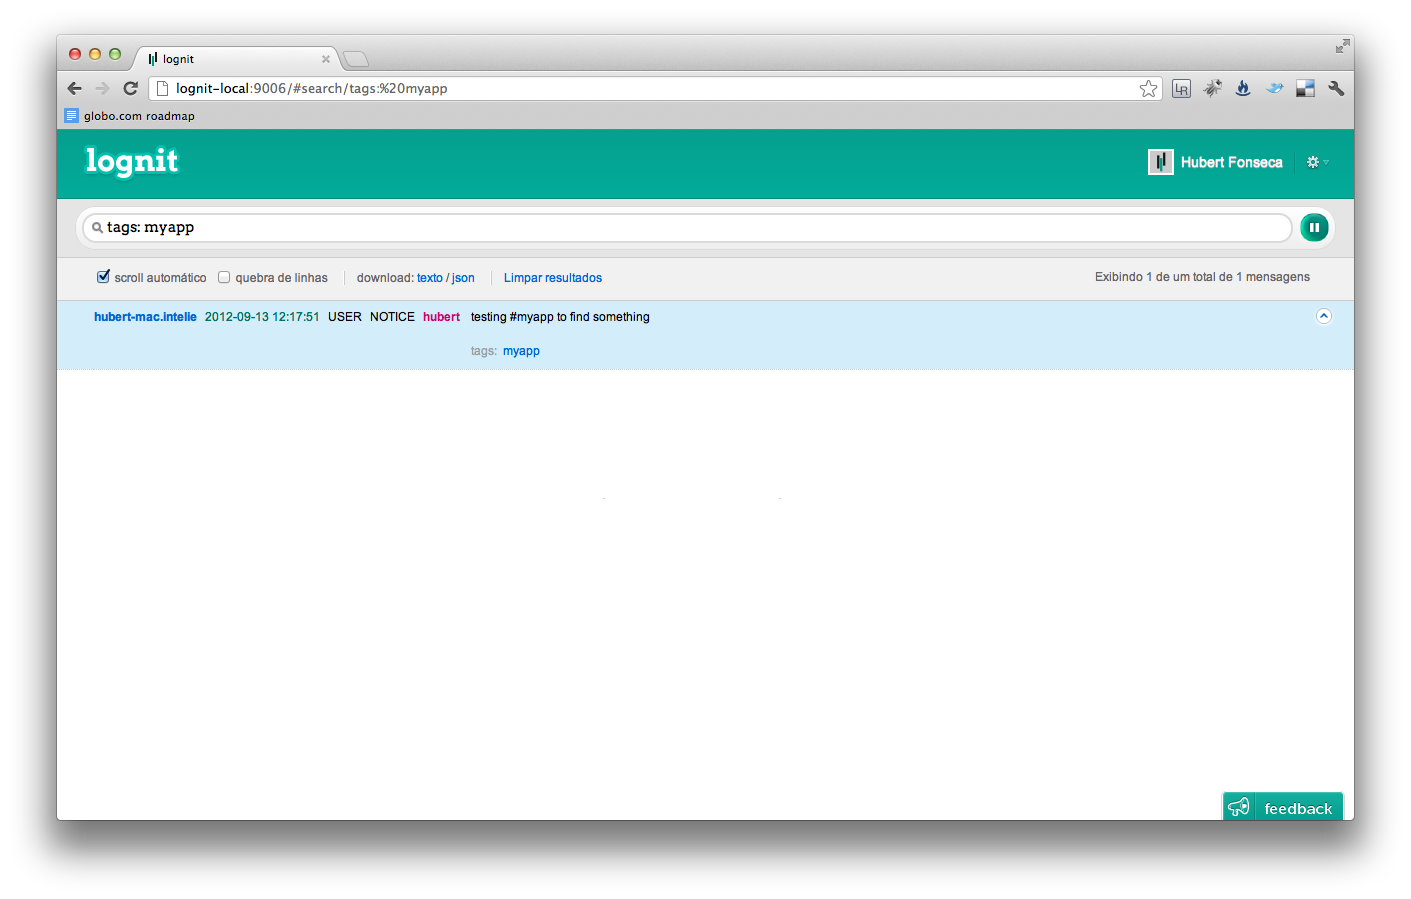 lognit
lognit-local:9006/#search/tags:%20myapp
LR
globo.com roadmap
lognit
Hubert Fonseca
tags: myapp
scroll automático quebra de linhas download: texto / json Limpar resultados Exibindo 1 de um total de 1 mensagens
hubert-mac.intelie 2012-09-13 12:17:51 USER NOTICE hubert testing #myapp to find something
tags: myapp
feedback